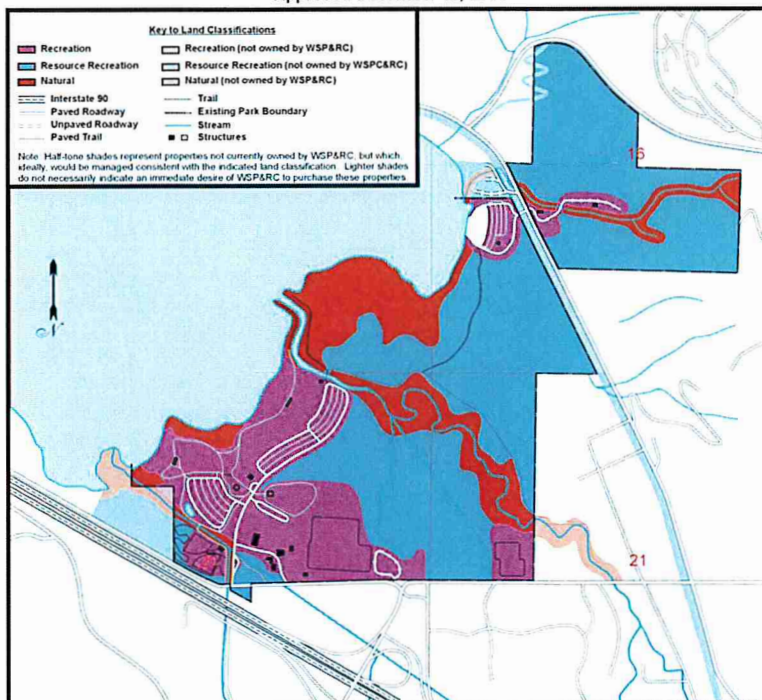 Key to Land Classifications
Recreation
Recreation (not owned by WSP&RC)
Resource Recreation
Resource Recreation (not owned by WSPC&RC)
Natural
Natural (not owned by WSP&RC)
Interstate 90
Trail
Paved Roadway
Existing Park Boundary
Unpaved Roadway
Stream
Paved Trail
Structures
Note: Half-tone shades represent properties not currently owned by WSP&RC, but which,
ideally, would be managed consistent with the indicated land classification. Lighter shades
do not necessarily indicate an immediate desire of WSP&RC to purchase these properties.
16
N
21